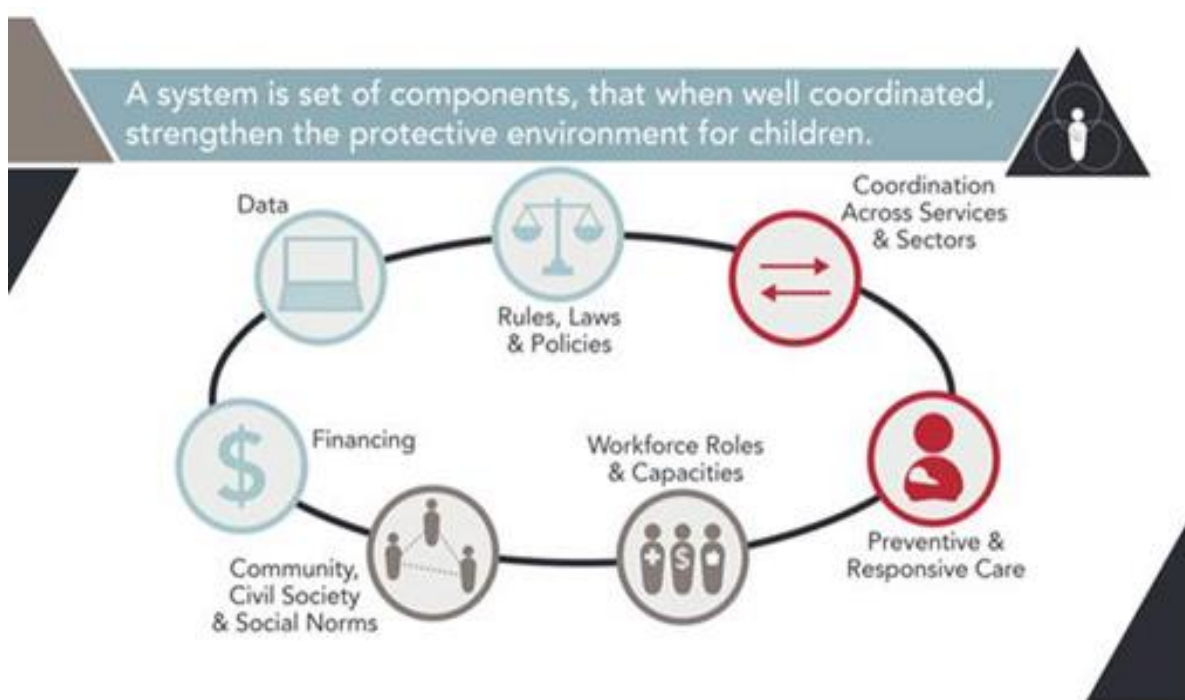 A system is set of components, that when well coordinated,
strengthen the protective environment for children.
Data
Rules, Laws
& Policies
Coordination
Across Services
& Sectors
Financing
Workforce Roles
& Capacities
Preventive &
Responsive Care
Community,
Civil Society
& Social Norms
$
S